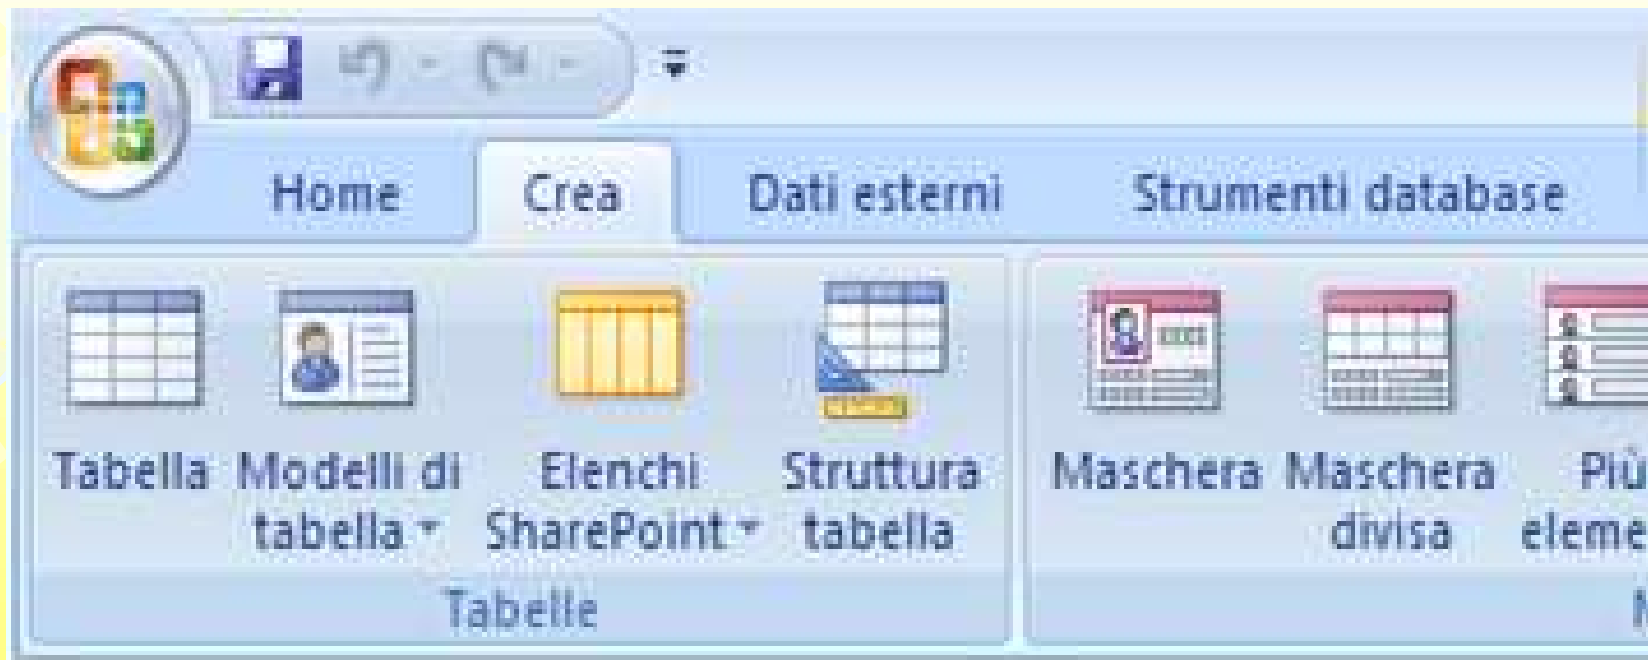 Home Crea Dati esterni Strumenti database
Tabella Modelli di Elenchi Struttura Maschera Maschera Più
tabella SharePoint tabella divisa
Tabelle